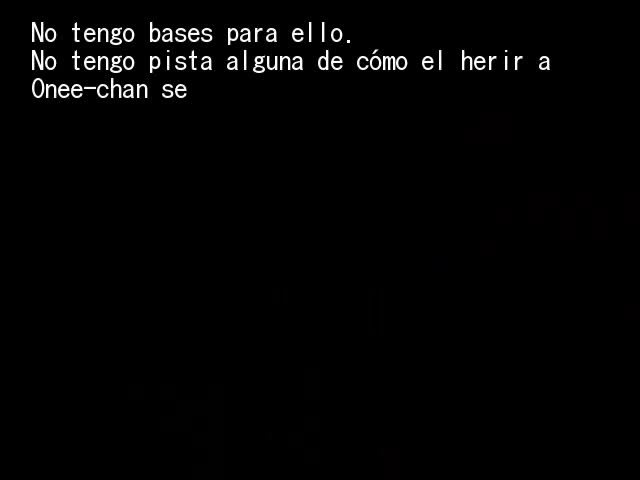 No tengo bases para ello.
No tengo pista alguna de cómo el herir a
Onee-chan se